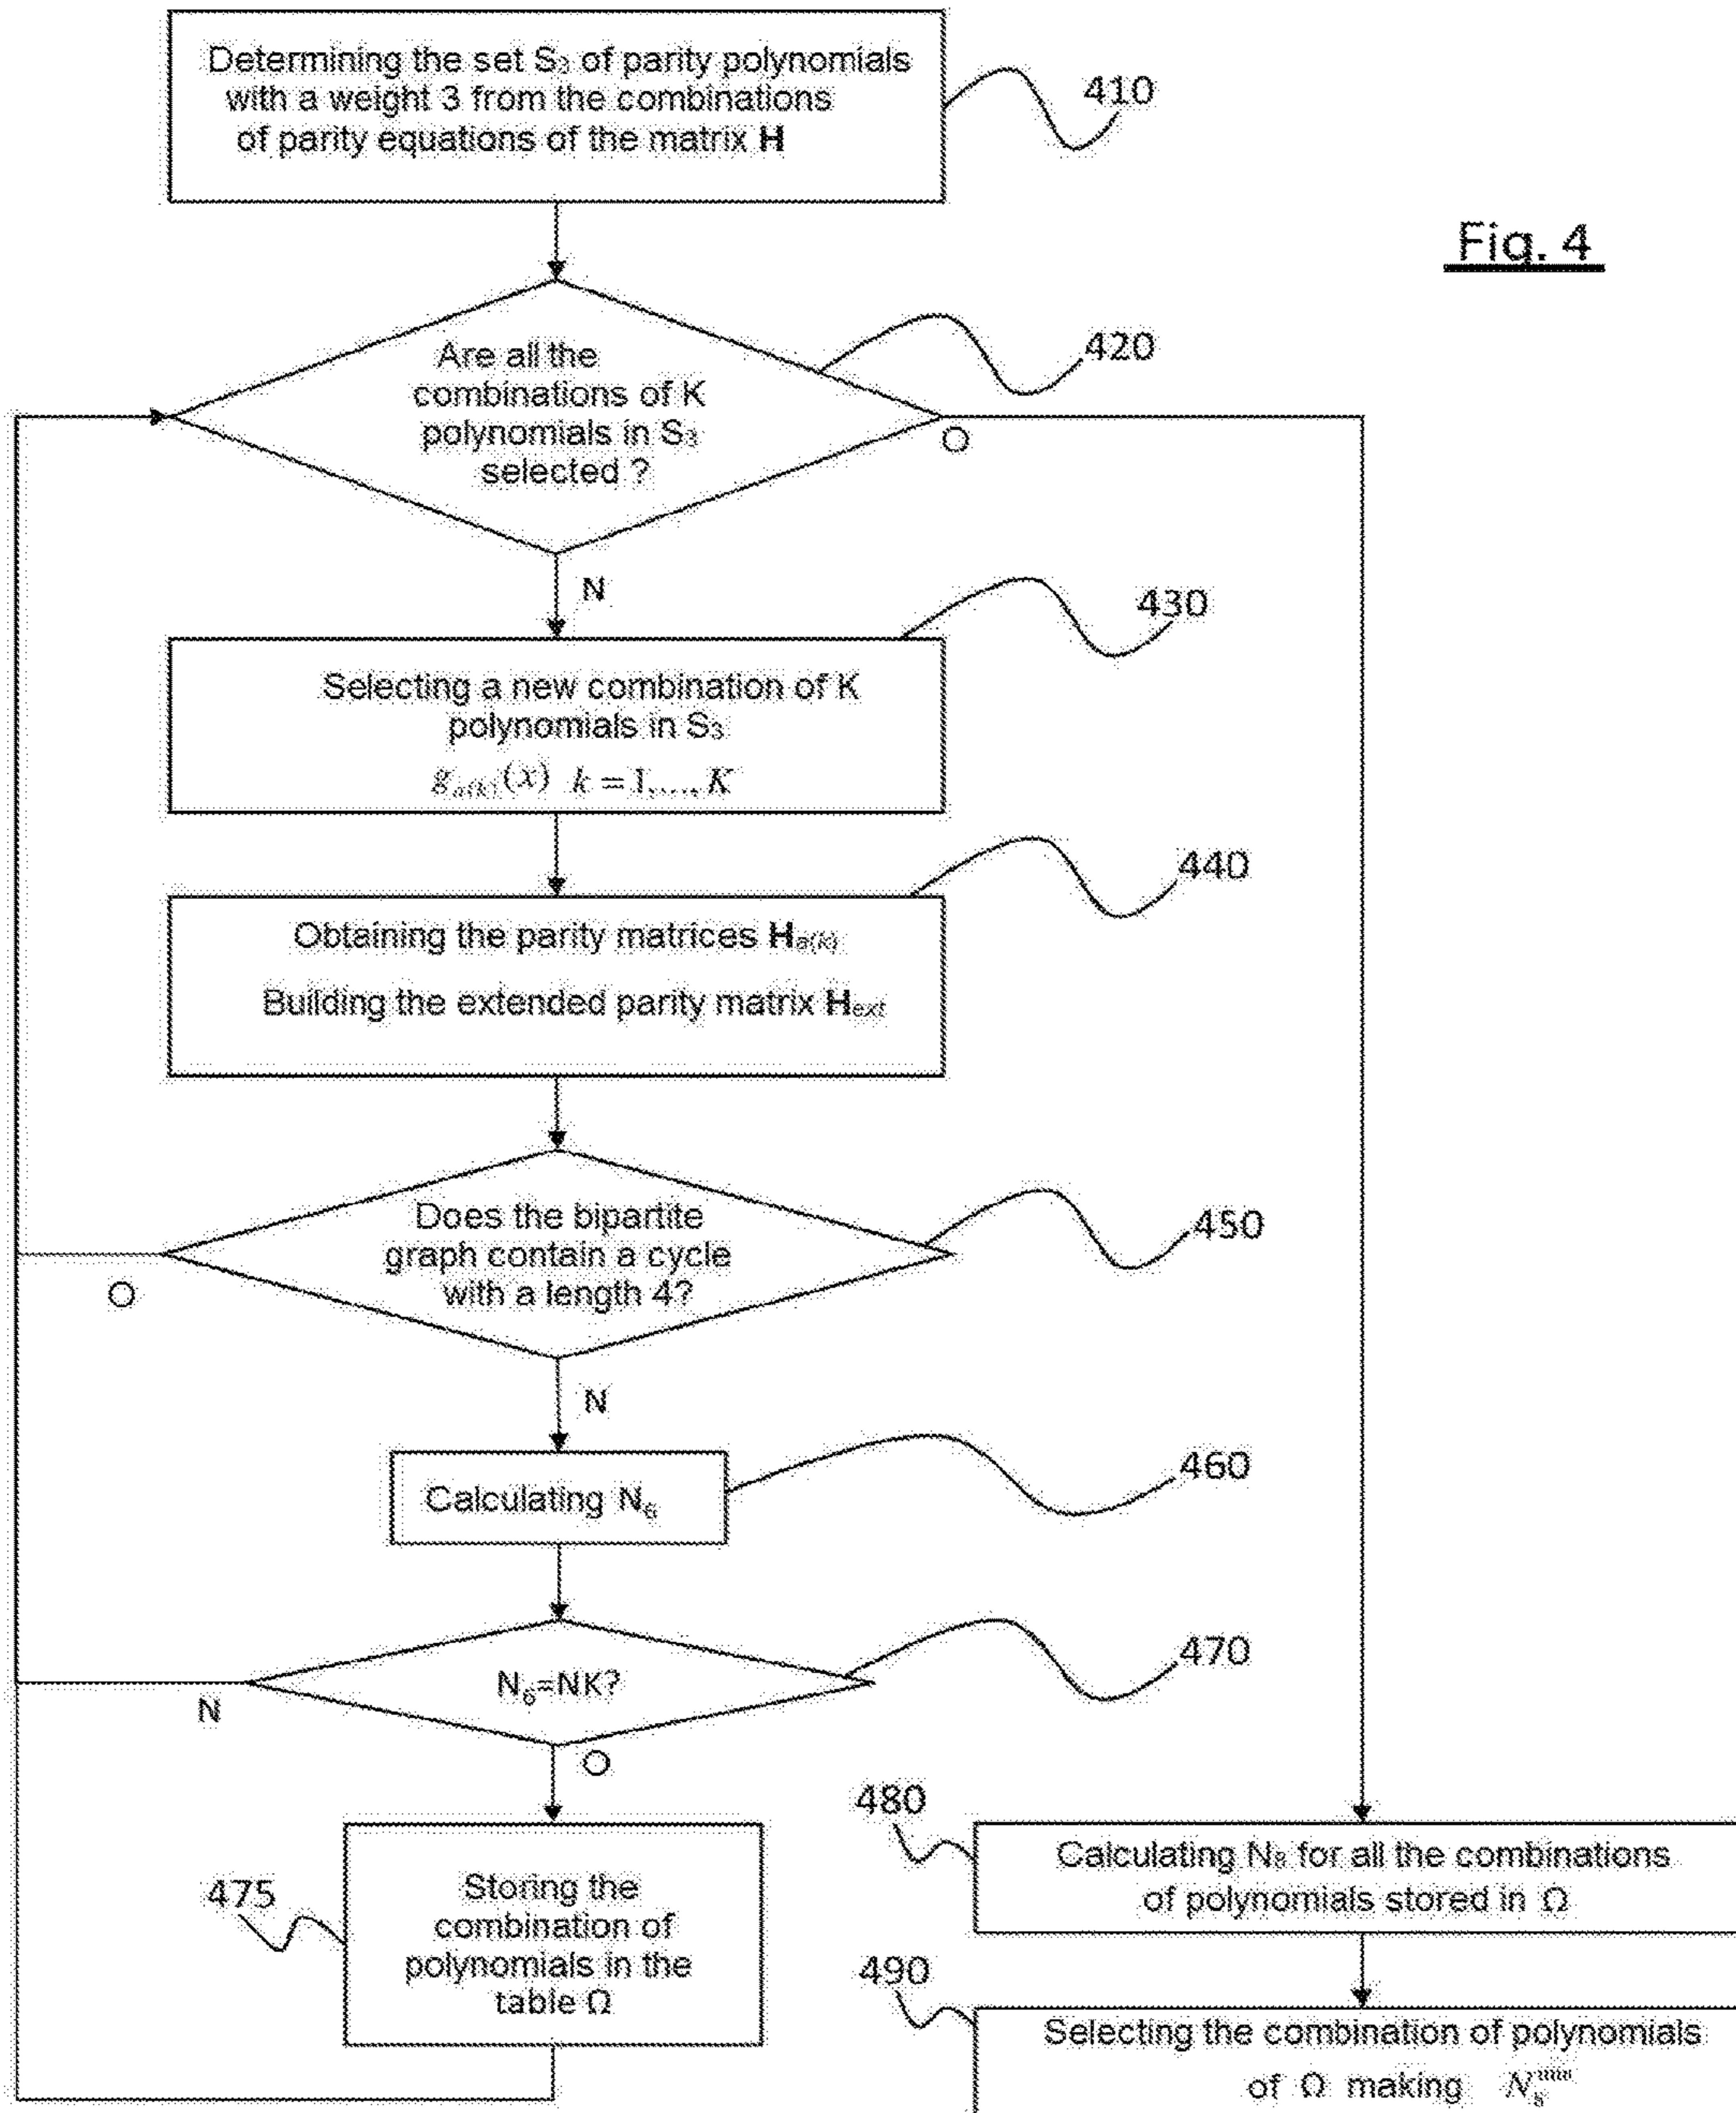 Determining the set S₃ of parity polynomials
with a weight 3 from the combinations
of parity equations of the matrix H
410
Fig. 4
Are all the
combinations of K
polynomials in S₃
selected ?
420
O
N
430
Selecting a new combination of K
polynomials in S₃
gₐ₍ₖ₎(x) k = 1,...., K
440
Obtaining the parity matrices Hₐ₍ₖ₎
Building the extended parity matrix Hext
Does the bipartite
graph contain a cycle
with a length 4?
450
O
N
Calculating N₆
460
N₆=NK?
470
N
O
475
Storing the
combination of
polynomials in the
table Ω
480
Calculating N₈ for all the combinations
of polynomials stored in Ω
490
Selecting the combination of polynomials
of Ω making N₈ᵐⁱⁿ